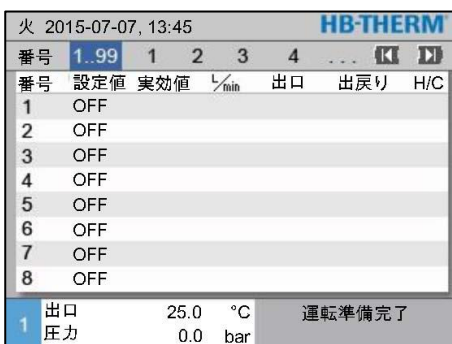 火 2015-07-07, 13:45 HB-THERM
番号 1..99 1 2 3 4 ...
番号 設定値 実効値 L/min 出口 出戻り H/C
1 OFF
2 OFF
3 OFF
4 OFF
5 OFF
6 OFF
7 OFF
8 OFF
1 出口 25.0 °C 運転準備完了
圧力 0.0 bar